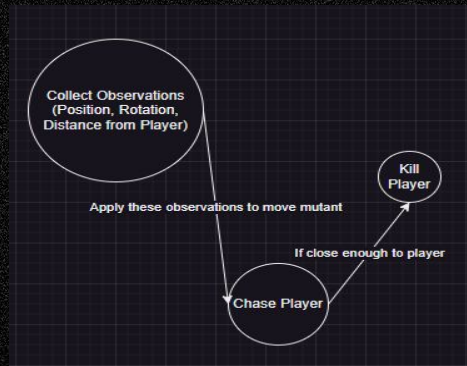 Collect Observations
(Position, Rotation,
Distance from Player)
Kill
Player
Apply these observations to move mutant
If close enough to player
Chase Player